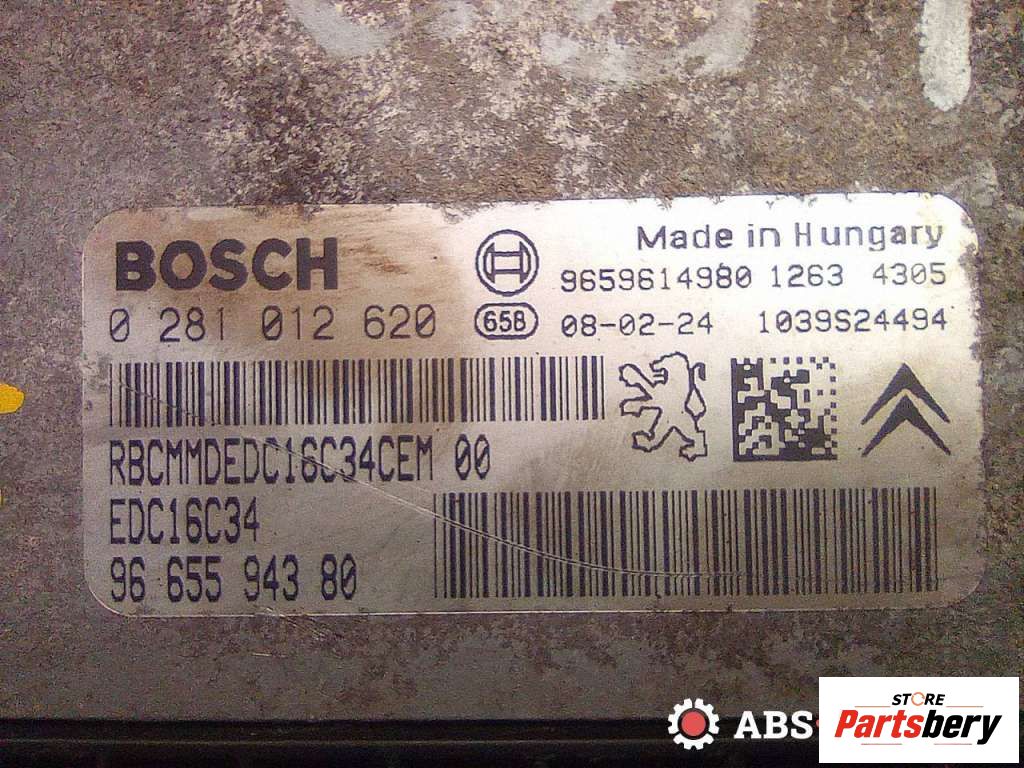 BOSCH
Made in Hungary
9659614980 1263 4305
0 281 012 620
658
08-02-24 1039S24494
RBCMMDEDC16C34CEM 00
EDC16C34
96 655 943 80
ABS
STORE
Partsbery